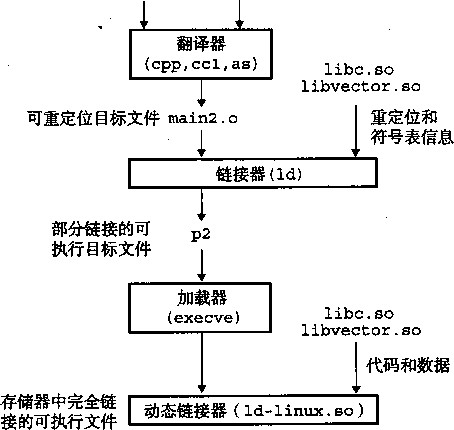 翻译器
(cpp,cc1,as)
libc.so
libvector.so
可重定位目标文件 main2.o
重定位和
符号表信息
链接器(ld)
部分链接的可
执行目标文件
p2
加载器
(execve)
libc.so
libvector.so
代码和数据
存储器中完全链
接的可执行文件
动态链接器(ld-linux.so)